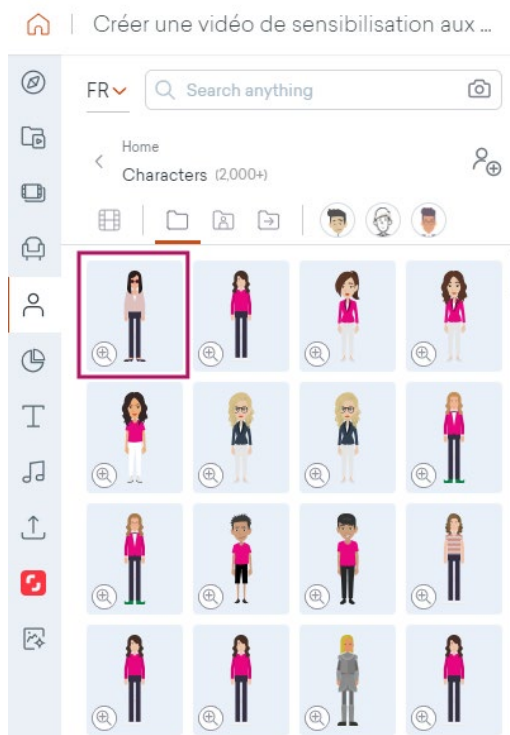 Créer une vidéo de sensibilisation aux ...
FR
Search anything
Home
Characters (2,000+)
T